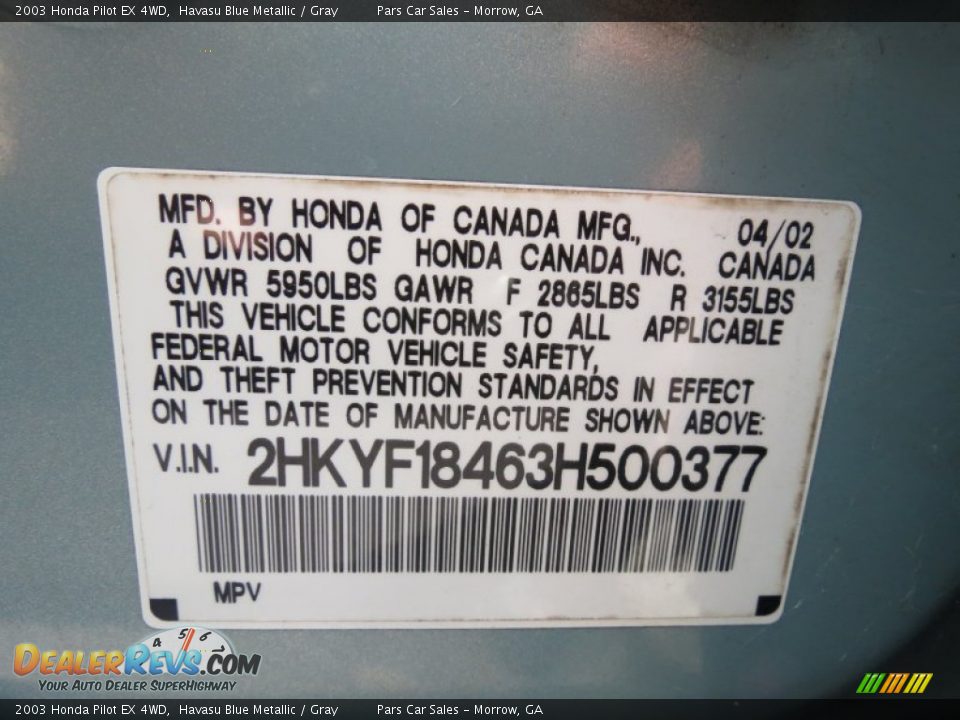 2003 Honda Pilot EX 4WD, Havasu Blue Metallic / Gray Pars Car Sales - Morrow, GA
MFD. BY HONDA OF CANADA MFG., 04/02
A DIVISION OF HONDA CANADA INC. CANADA
GVWR 5950LBS GAWR F 2865LBS R 3155LBS
THIS VEHICLE CONFORMS TO ALL APPLICABLE
FEDERAL MOTOR VEHICLE SAFETY,
AND THEFT PREVENTION STANDARDS IN EFFECT
ON THE DATE OF MANUFACTURE SHOWN ABOVE:
V.I.N. 2HKYF18463H500377
MPV
4 5 6
DEALERREVS.COM
YOUR AUTO DEALER SUPERHIGHWAY
2003 Honda Pilot EX 4WD, Havasu Blue Metallic / Gray Pars Car Sales - Morrow, GA